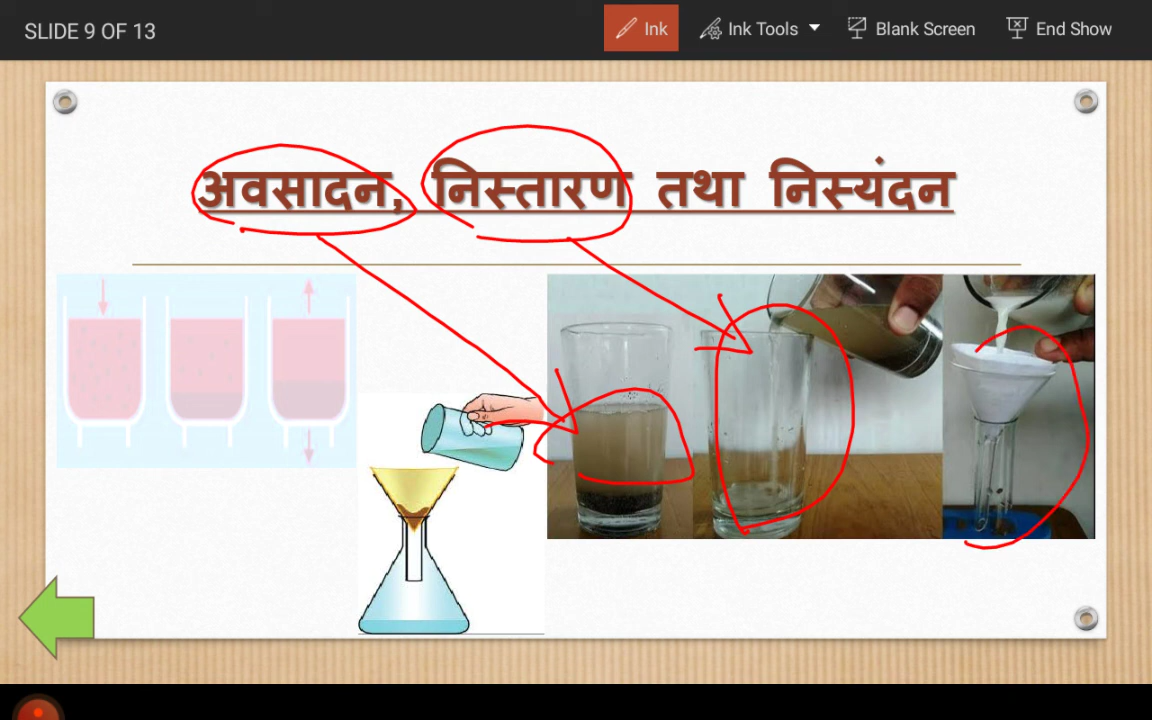 SLIDE 9 OF 13
Ink
Ink Tools
Blank Screen
End Show
अवसादन, निस्तारण तथा निस्यंदन